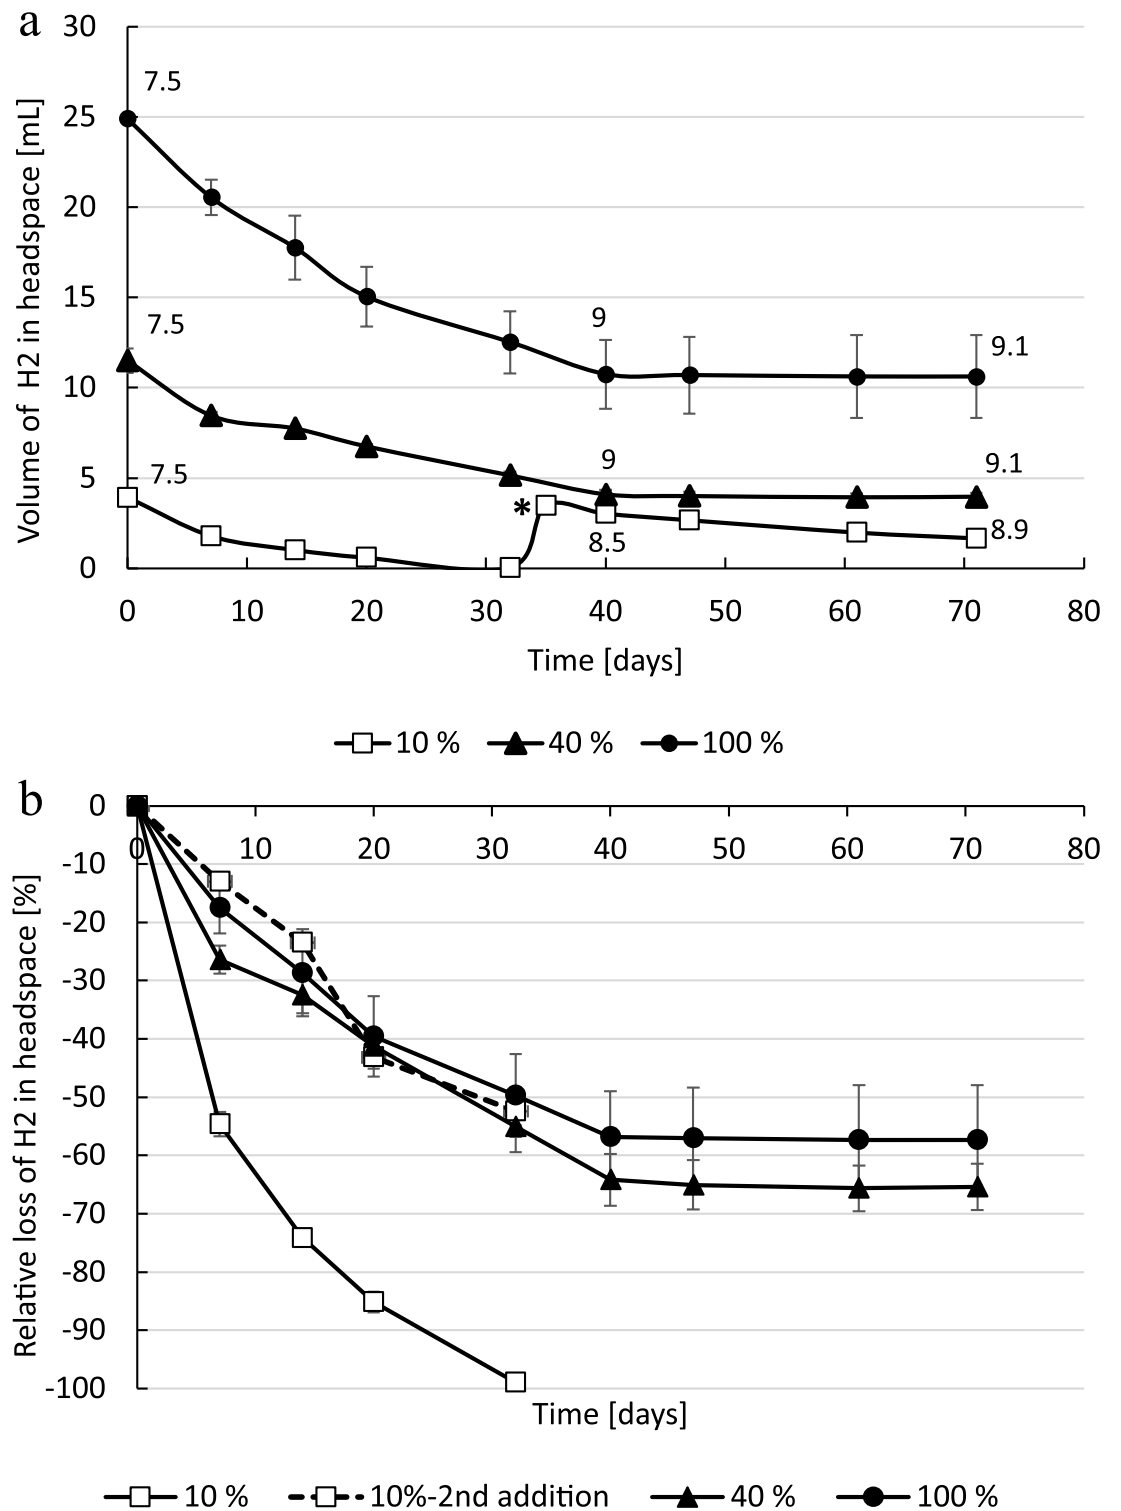 a
30
7.5
25
20
15
7.5
9
9.1
10
7.5
9
9.1
5
*
8.5
8.9
0
Volume of H2 in headspace [mL]
0 10 20 30 40 50 60 70 80
Time [days]
10 % 40 % 100 %
b
0
0 10 20 30 40 50 60 70 80
-10
-20
-30
-40
-50
-60
-70
-80
-90
-100
Relative loss of H2 in headspace [%]
Time [days]
10 % 10%-2nd addition 40 % 100 %